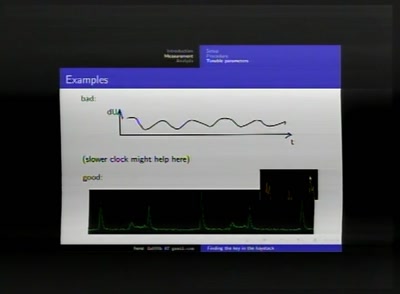 Introduction
Measurement
Analysis
Setup
Procedure
Tunable parameters
Examples
bad:
dU
t
(slower clock might help here)
good:
Finding the key in the haystack